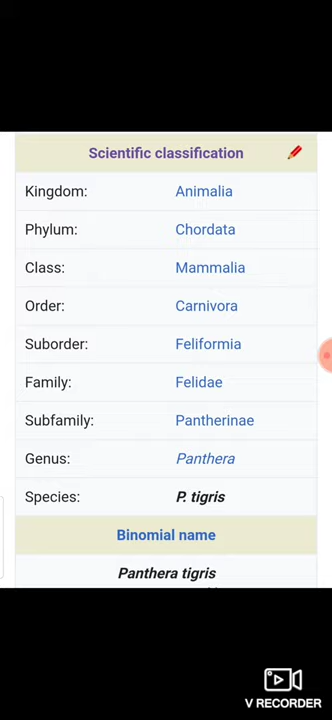 Scientific classification
Kingdom: Animalia
Phylum: Chordata
Class: Mammalia
Order: Carnivora
Suborder: Feliformia
Family: Felidae
Subfamily: Pantherinae
Genus: Panthera
Species: P. tigris
Binomial name
Panthera tigris
V RECORDER